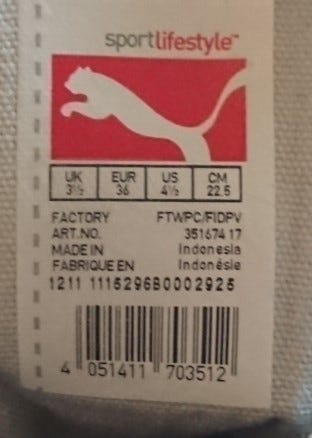 sportlifestyle™
UK EUR US CM
3½ 36 4½ 22.5
FACTORY FTWPC/FIDPV
ART.NO. 351674 17
MADE IN Indonesia
FABRIQUE EN Indonésie
1211 1115296B0002925
4 051411 703512